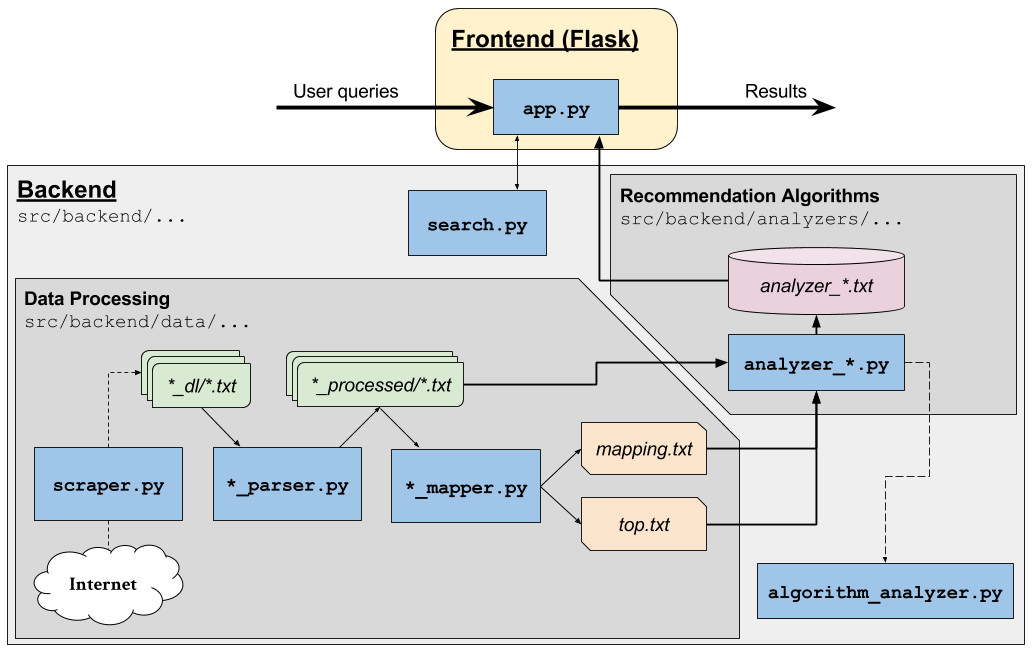 Frontend (Flask)
User queries
app.py
Results
Backend
src/backend/...
search.py
Recommendation Algorithms
src/backend/analyzers/...
analyzer_*.txt
analyzer_*.py
Data Processing
src/backend/data/...
*_dl/*.txt
*_processed/*.txt
scraper.py
*_parser.py
*_mapper.py
mapping.txt
top.txt
Internet
algorithm_analyzer.py